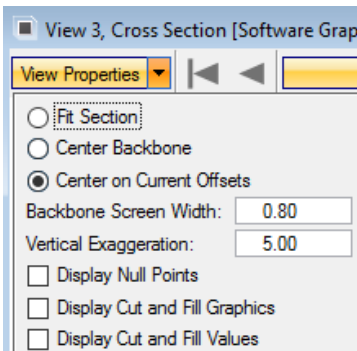 View 3, Cross Section [Software Grap
View Properties
Fit Section
Center Backbone
Center on Current Offsets
Backbone Screen Width: 0.80
Vertical Exaggeration: 5.00
Display Null Points
Display Cut and Fill Graphics
Display Cut and Fill Values